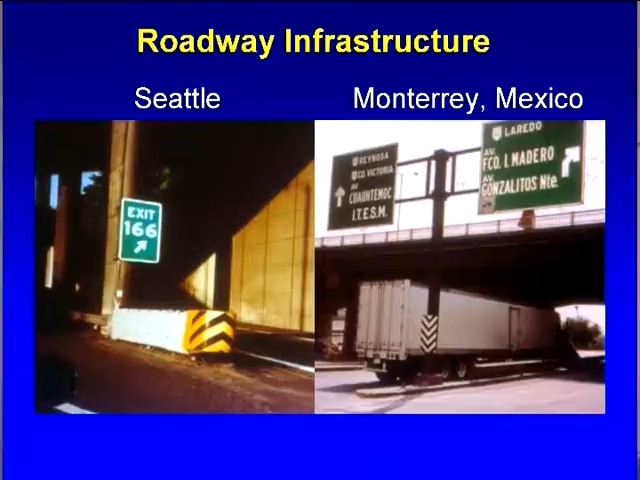 Roadway Infrastructure
Seattle
Monterrey, Mexico
EXIT
166
REYNOSA
CD. VICTORIA
AV.
CUAUHTEMOC
I.T.E.S.M.
LAREDO
AV.
FCO. I. MADERO
AV.
GONZALITOS Nte.